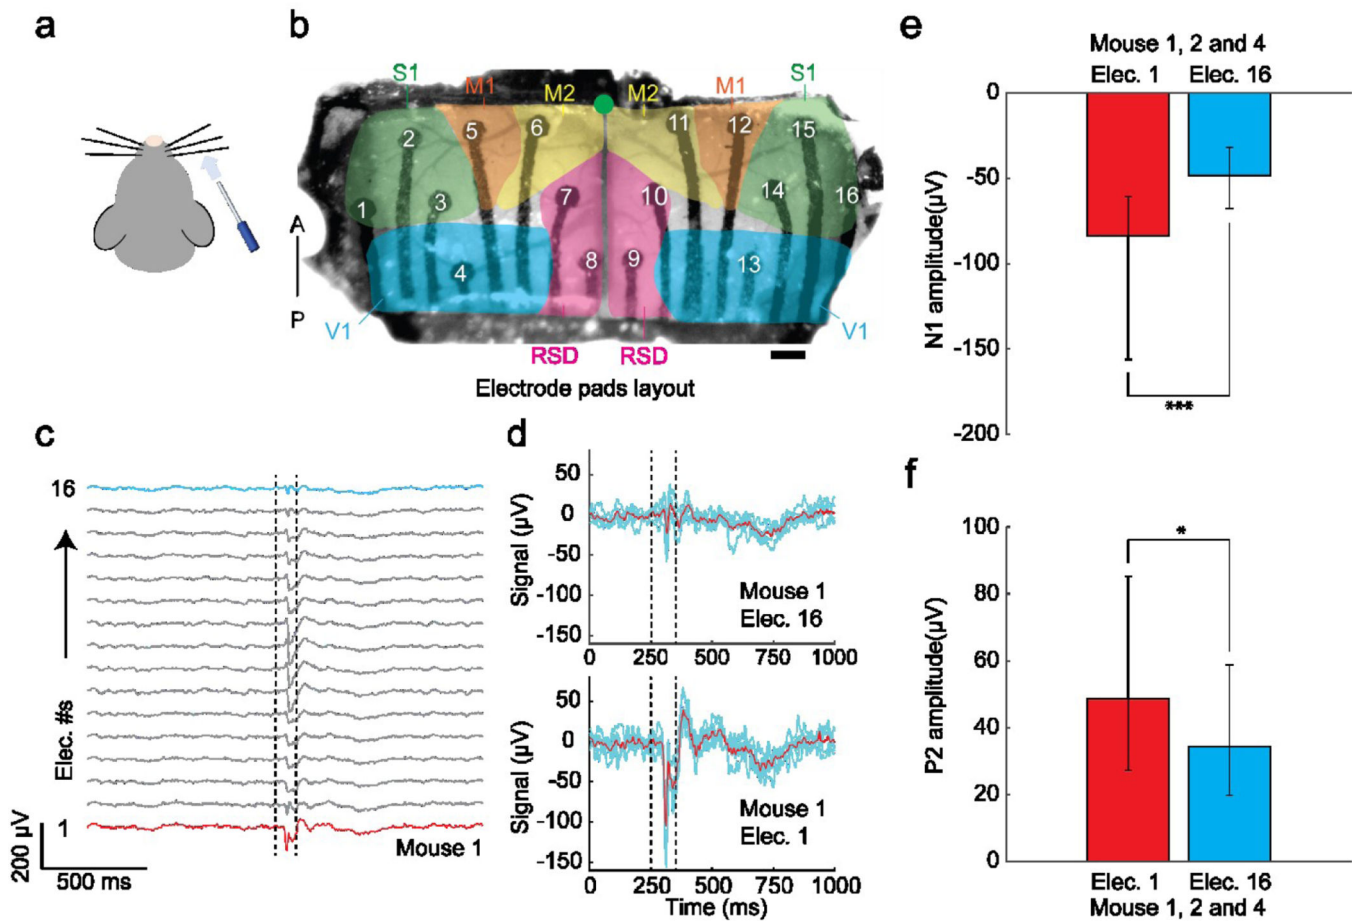 a
b
S1
M1
M2
M2
M1
S1
2
5
6
11
12
15
1
3
7
10
14
16
4
8
9
13
A
P
V1
V1
RSD
RSD
Electrode pads layout
c
16
Elec. #s
1
200 µV
500 ms
Mouse 1
d
50
0
-50
-100
-150
Signal (µV)
Mouse 1
Elec. 16
0 250 500 750 1000
50
0
-50
-100
-150
Signal (µV)
Mouse 1
Elec. 1
0 250 500 750 1000
Time (ms)
e
Mouse 1, 2 and 4
Elec. 1 Elec. 16
0
-50
-100
-150
-200
N1 amplitude(µV)
***
f
100
80
60
40
20
0
P2 amplitude(µV)
*
Elec. 1 Elec. 16
Mouse 1, 2 and 4